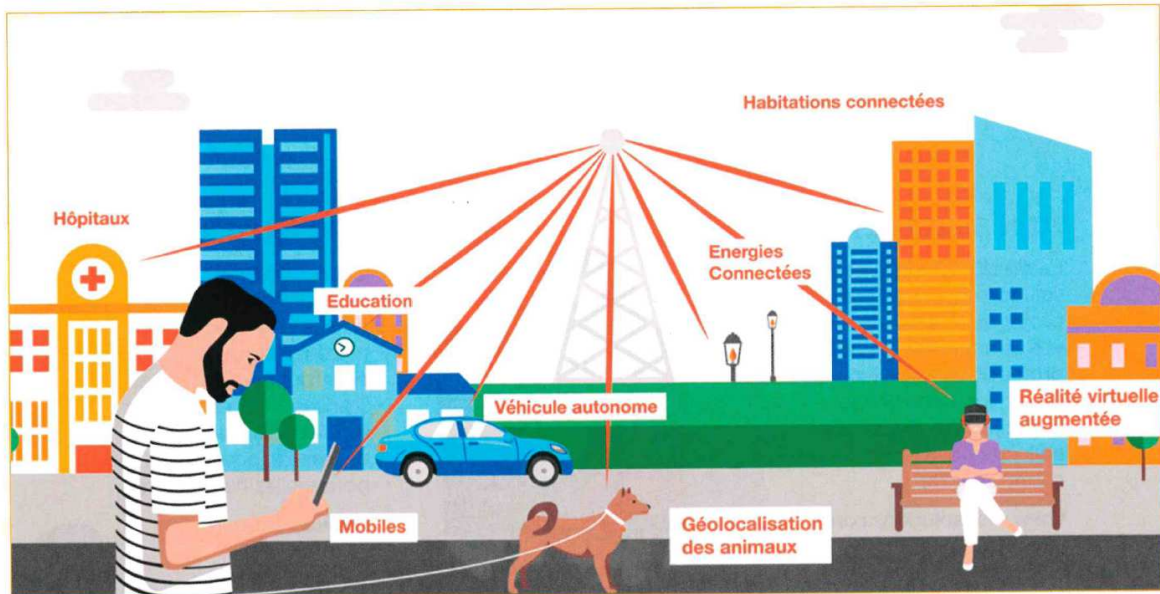 Habitations connectées
Hôpitaux
Energies
Connectées
Education
Véhicule autonome
Réalité virtuelle
augmentée
Mobiles
Géolocalisation
des animaux